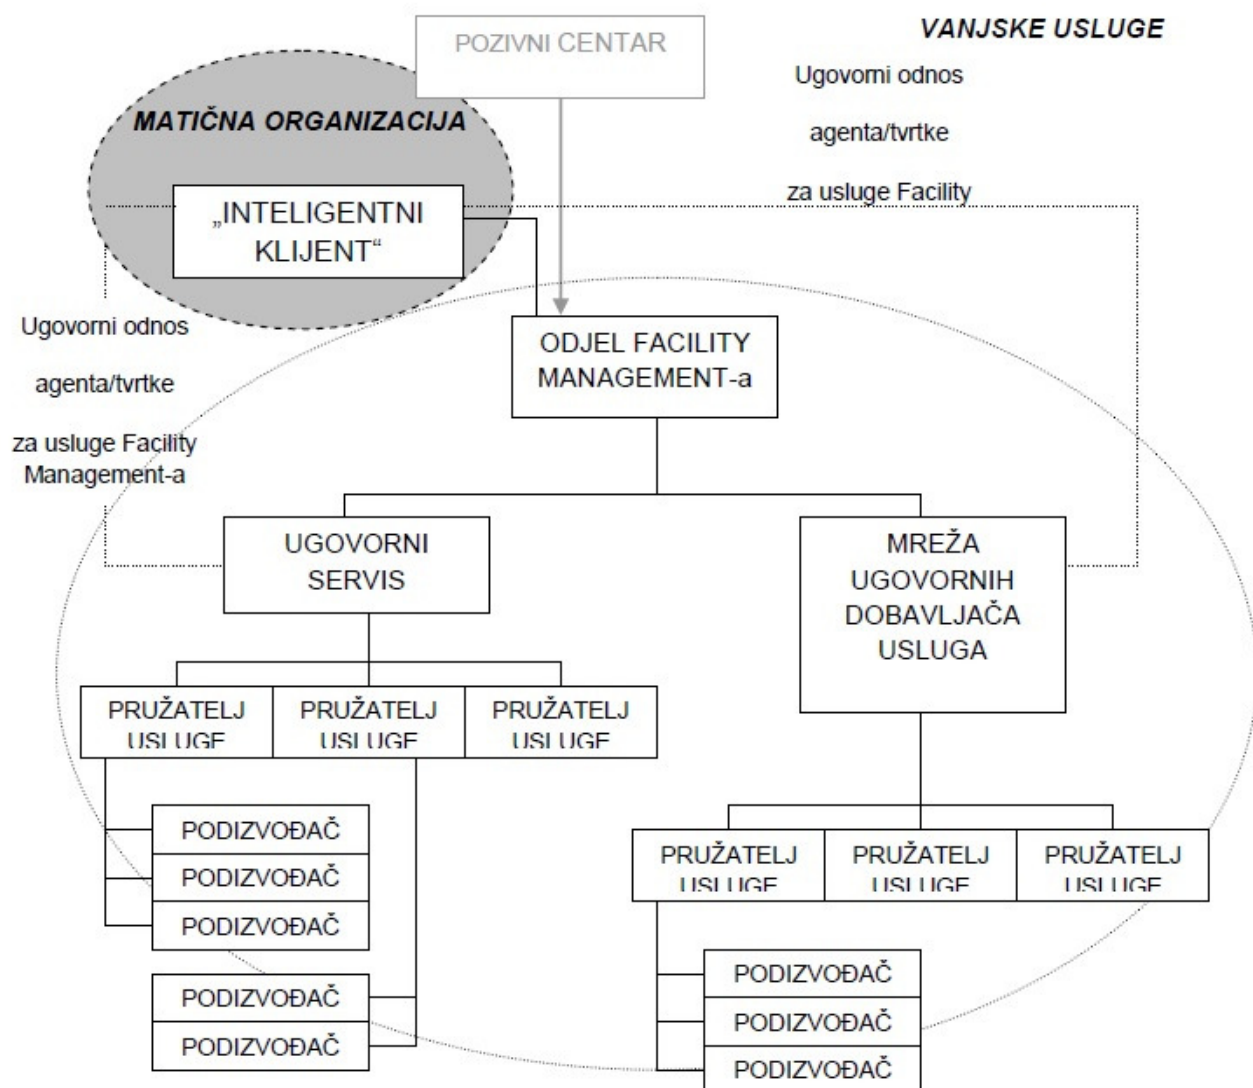 POZIVNI CENTAR
VANJSKE USLUGE
Ugovorni odnos
agenta/tvrtke
za usluge Facility
MATIČNA ORGANIZACIJA
„INTELIGENTNI
KLIJENT“
Ugovorni odnos
agenta/tvrtke
za usluge Facility
Management-a
ODJEL FACILITY
MANAGEMENT-a
UGOVORNI
SERVIS
MREŽA
UGOVORNIH
DOBAVLJAČA
USLUGA
PRUŽATELJ
USLUGE
PRUŽATELJ
USLUGE
PRUŽATELJ
USLUGE
PODIZVOĐAČ
PODIZVOĐAČ
PODIZVOĐAČ
PODIZVOĐAČ
PODIZVOĐAČ
PRUŽATELJ
USLUGE
PRUŽATELJ
USLUGE
PRUŽATELJ
USLUGE
PODIZVOĐAČ
PODIZVOĐAČ
PODIZVOĐAČ